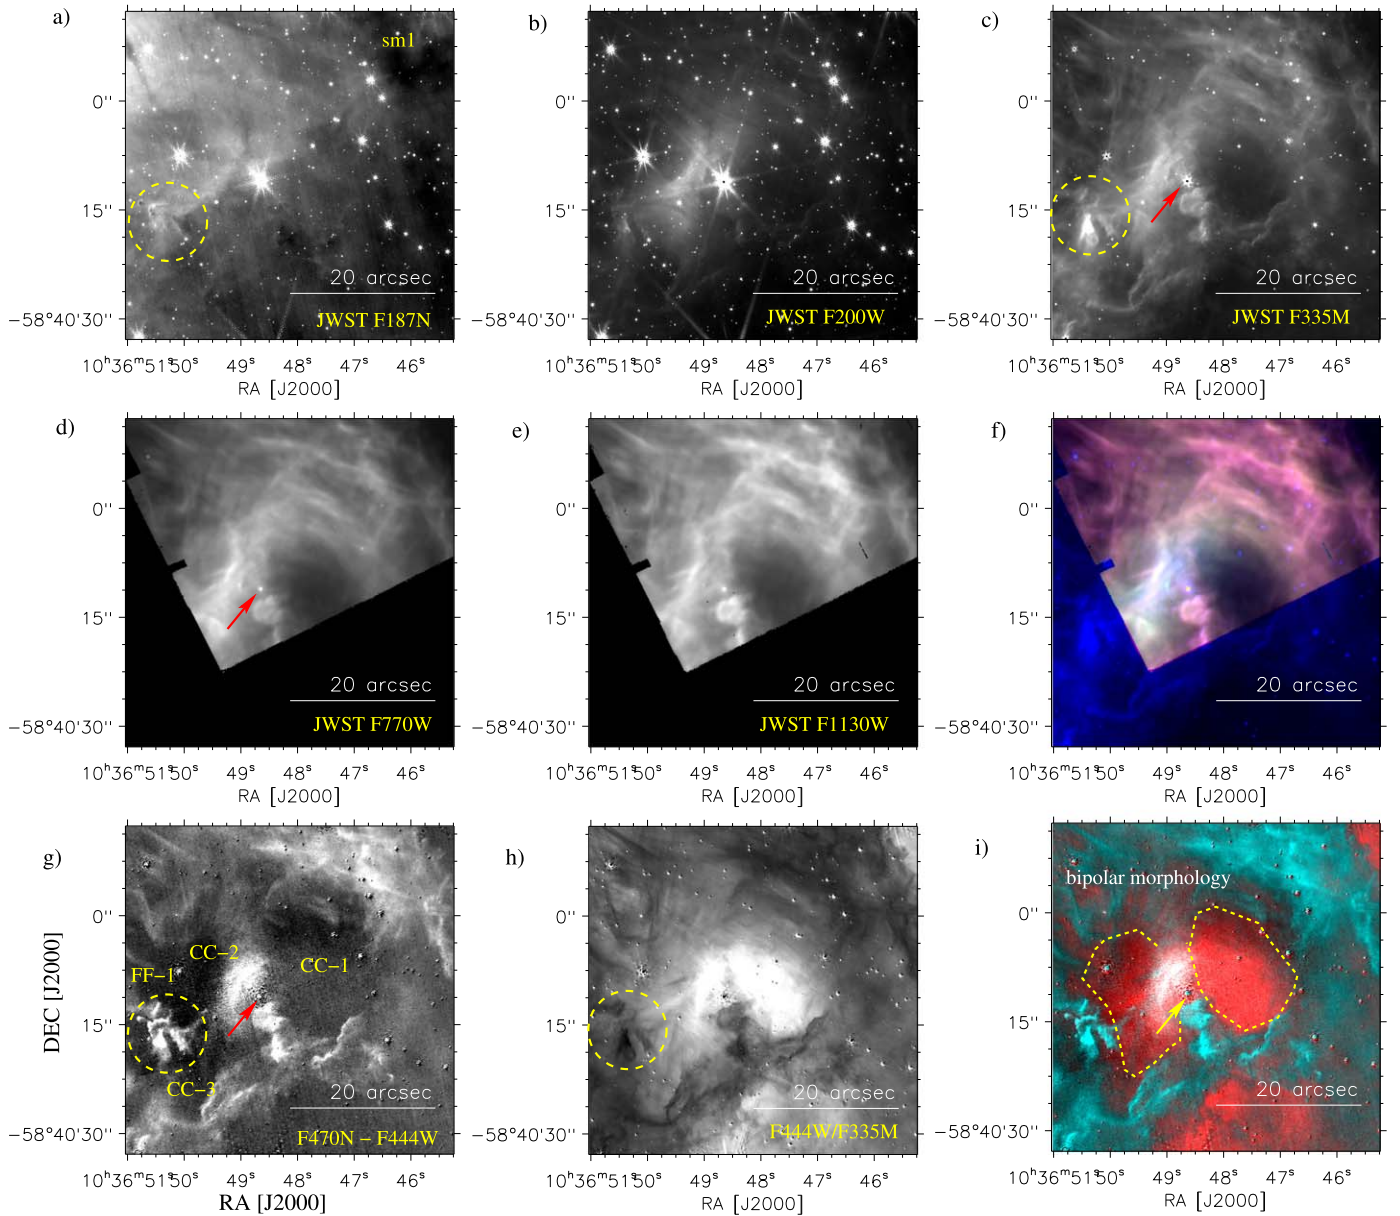 a)
sm1
0''
15''
−58°40'30''
20 arcsec
JWST F187N
10h36m51s50s 49s 48s 47s 46s
RA [J2000]
b)
0''
15''
−58°40'30''
20 arcsec
JWST F200W
10h36m51s50s 49s 48s 47s 46s
RA [J2000]
c)
0''
15''
−58°40'30''
20 arcsec
JWST F335M
10h36m51s50s 49s 48s 47s 46s
RA [J2000]
d)
0''
15''
−58°40'30''
20 arcsec
JWST F770W
10h36m51s50s 49s 48s 47s 46s
RA [J2000]
e)
0''
15''
−58°40'30''
20 arcsec
JWST F1130W
10h36m51s50s 49s 48s 47s 46s
RA [J2000]
f)
0''
15''
−58°40'30''
20 arcsec
10h36m51s50s 49s 48s 47s 46s
RA [J2000]
g)
CC−2
CC−1
FF−1
CC−3
0''
15''
−58°40'30''
DEC [J2000]
20 arcsec
F470N − F444W
10h36m51s50s 49s 48s 47s 46s
RA [J2000]
h)
0''
15''
−58°40'30''
20 arcsec
F444W/F335M
10h36m51s50s 49s 48s 47s 46s
RA [J2000]
i)
bipolar morphology
0''
15''
−58°40'30''
20 arcsec
10h36m51s50s 49s 48s 47s 46s
RA [J2000]